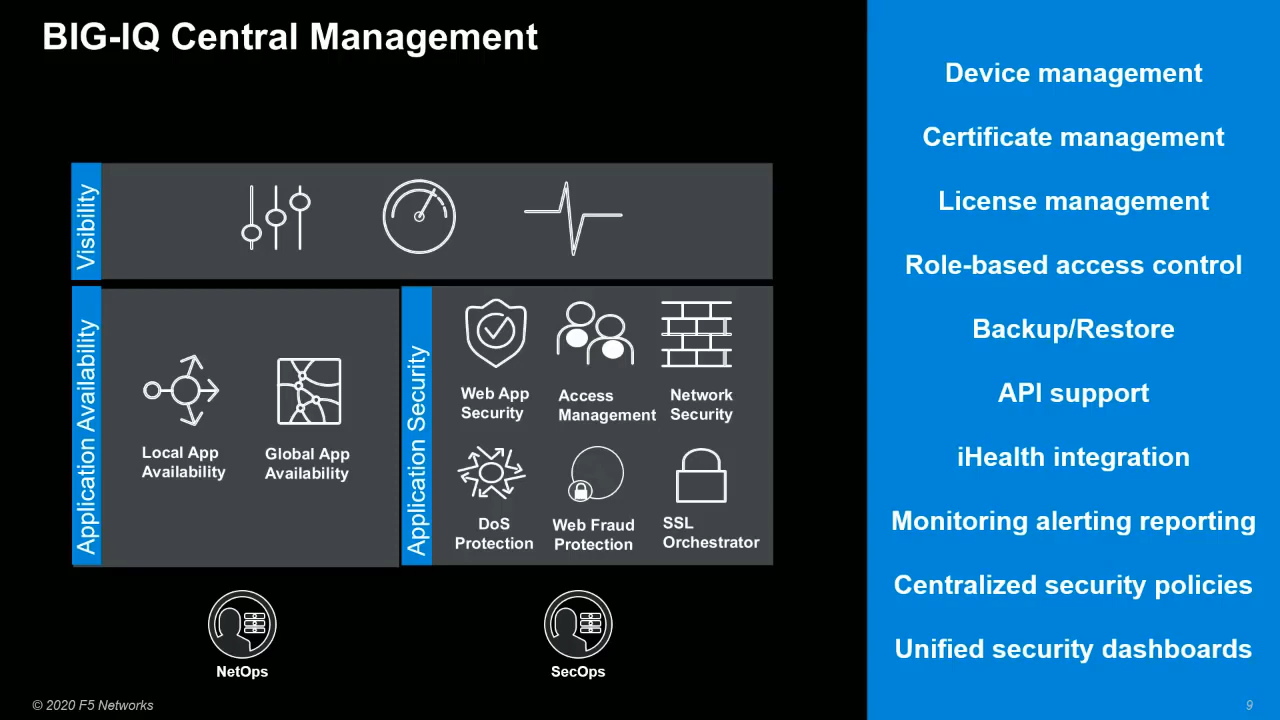 BIG-IQ Central Management
Visibility
Application Availability
Local App
Availability
Global App
Availability
Application Security
Web App
Security
Access
Management
Network
Security
DoS
Protection
Web Fraud
Protection
SSL
Orchestrator
NetOps
SecOps
Device management
Certificate management
License management
Role-based access control
Backup/Restore
API support
iHealth integration
Monitoring alerting reporting
Centralized security policies
Unified security dashboards
© 2020 F5 Networks
9